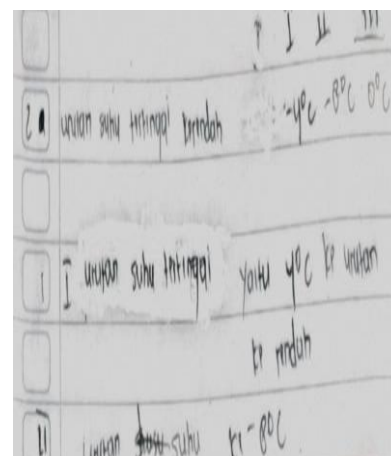 urutan suhu ke -8°C
ke rendah
1 urutan suhu tertinggi yaitu 4°C ke urutan
2 urutan suhu tertinggi terendah -4°C -8°C 0°C
I II III